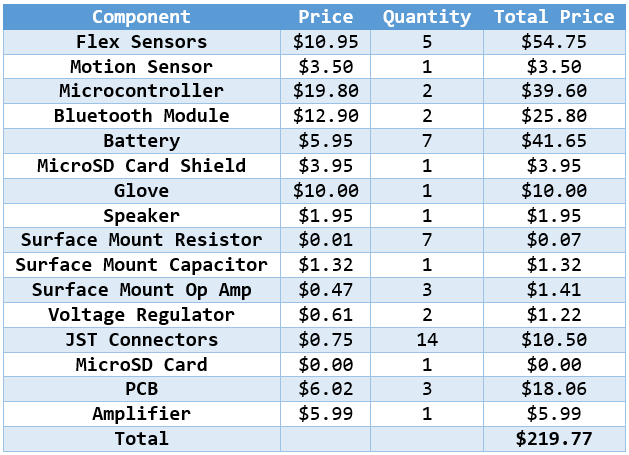 Component Price Quantity Total Price
Flex Sensors $10.95 5 $54.75
Motion Sensor $3.50 1 $3.50
Microcontroller $19.80 2 $39.60
Bluetooth Module $12.90 2 $25.80
Battery $5.95 7 $41.65
MicroSD Card Shield $3.95 1 $3.95
Glove $10.00 1 $10.00
Speaker $1.95 1 $1.95
Surface Mount Resistor $0.01 7 $0.07
Surface Mount Capacitor $1.32 1 $1.32
Surface Mount Op Amp $0.47 3 $1.41
Voltage Regulator $0.61 2 $1.22
JST Connectors $0.75 14 $10.50
MicroSD Card $0.00 1 $0.00
PCB $6.02 3 $18.06
Amplifier $5.99 1 $5.99
Total $219.77